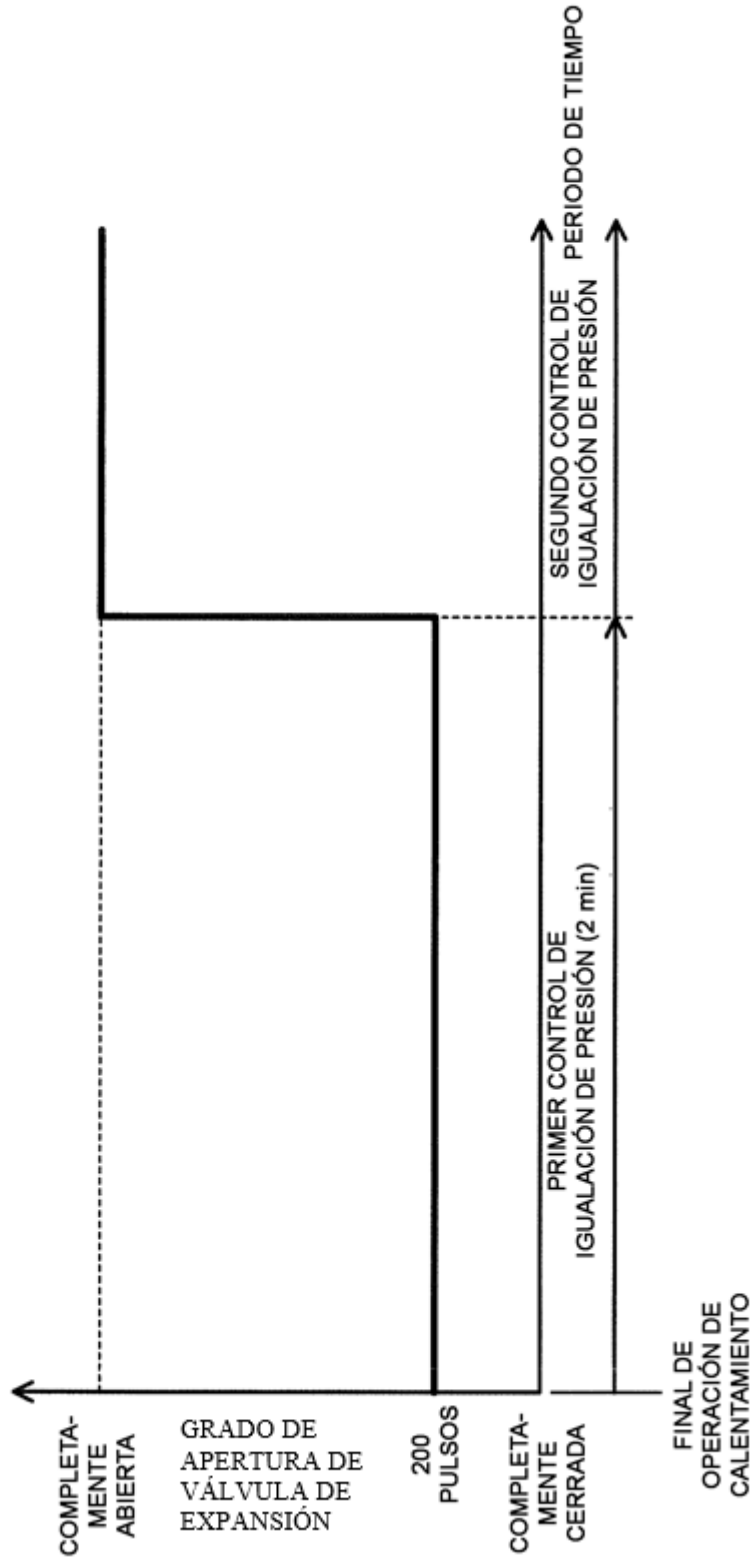 COMPLETA-
MENTE
ABIERTA
GRADO DE
APERTURA DE
VÁLVULA DE
EXPANSIÓN
200
PULSOS
COMPLETA-
MENTE
CERRADA
PRIMER CONTROL DE
IGUALACIÓN DE PRESIÓN (2 min)
SEGUNDO CONTROL DE
IGUALACIÓN DE PRESIÓN
PERIODO DE TIEMPO
FINAL DE
OPERACIÓN DE
CALENTAMIENTO